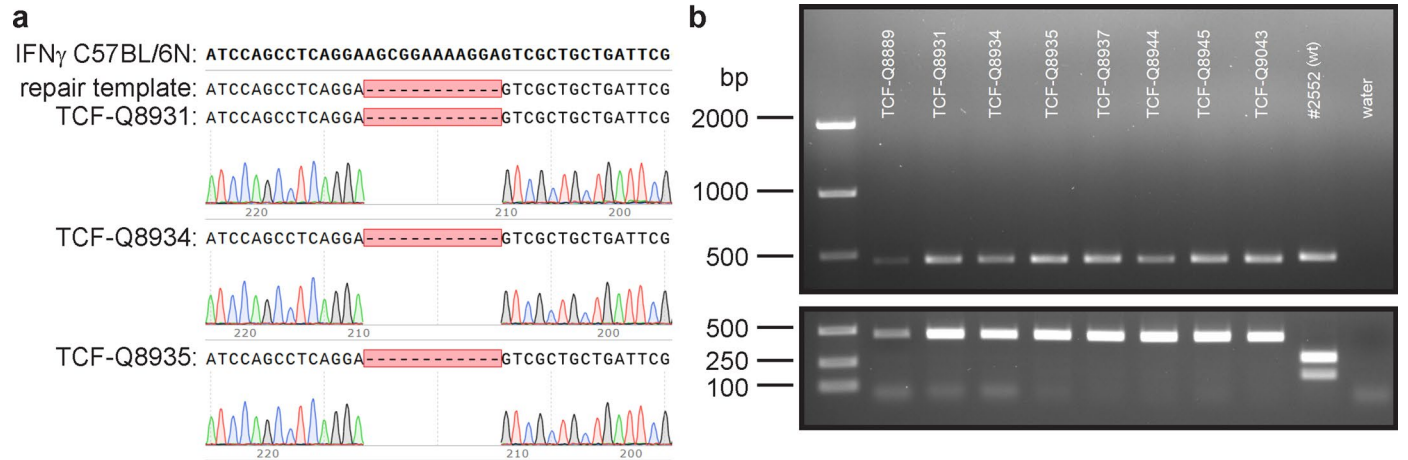 a
IFNγ C57BL/6N: ATCCAGCCTCAGGAAGCGGAAAAGGAGTCGCTGCTGATTCG
repair template: ATCCAGCCTCAGGA------------GTCGCTGCTGATTCG
TCF-Q8931: ATCCAGCCTCAGGA------------GTCGCTGCTGATTCG
220 210 200
TCF-Q8934: ATCCAGCCTCAGGA------------GTCGCTGCTGATTCG
220 210 200
TCF-Q8935: ATCCAGCCTCAGGA------------GTCGCTGCTGATTCG
220 210 200
b
bp
2000
1000
500
500
250
100
TCF-Q8889
TCF-Q8931
TCF-Q8934
TCF-Q8935
TCF-Q8937
TCF-Q8944
TCF-Q8945
TCF-Q9043
#2552 (wt)
water